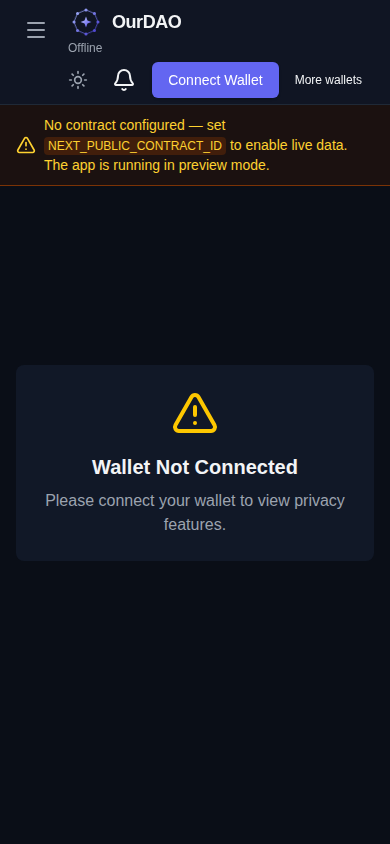 OurDAO
Offline
Connect Wallet
More wallets
No contract configured — set
NEXT_PUBLIC_CONTRACT_ID to enable live data.
The app is running in preview mode.
Wallet Not Connected
Please connect your wallet to view privacy
features.